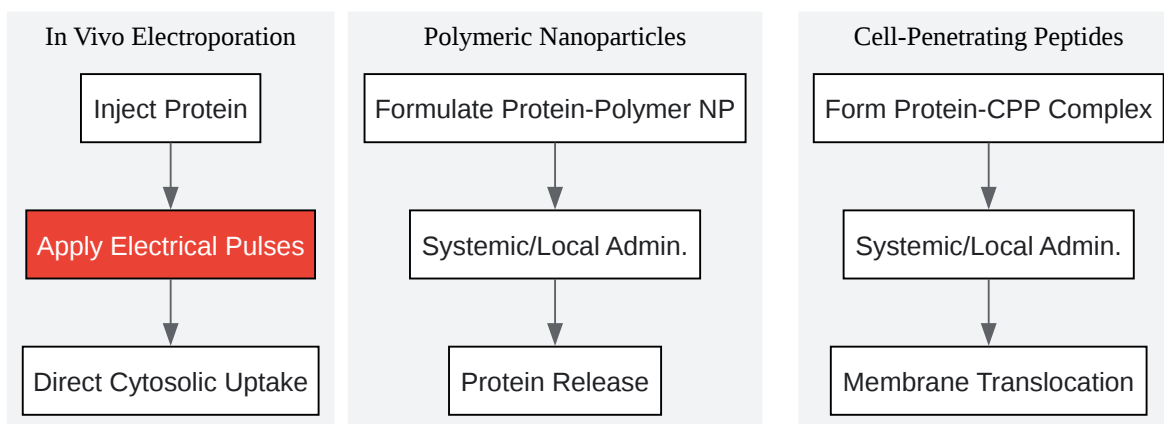 In Vivo Electroporation
Inject Protein
Apply Electrical Pulses
Direct Cytosolic Uptake
Polymeric Nanoparticles
Formulate Protein-Polymer NP
Systemic/Local Admin.
Protein Release
Cell-Penetrating Peptides
Form Protein-CPP Complex
Systemic/Local Admin.
Membrane Translocation